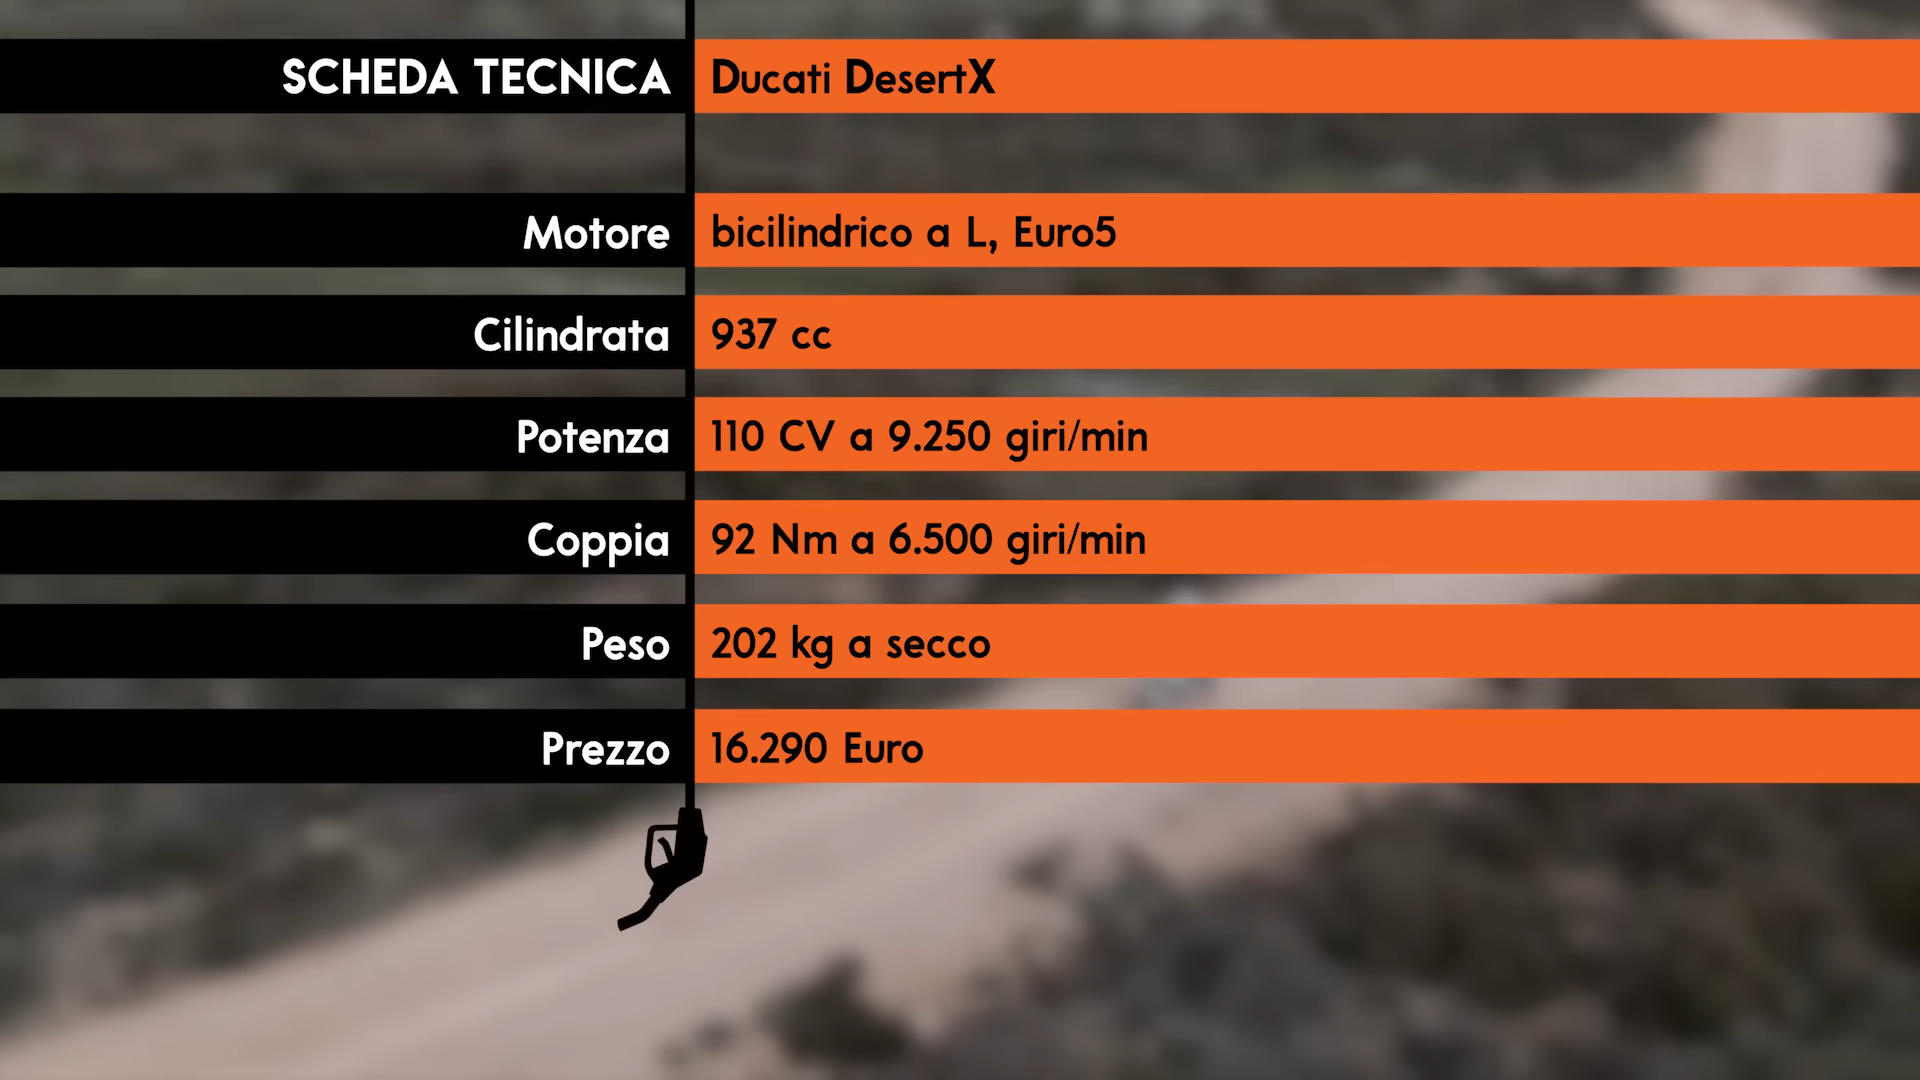 SCHEDA TECNICA Ducati DesertX
Motore bicilindrico a L, Euro5
Cilindrata 937 cc
Potenza 110 CV a 9.250 giri/min
Coppia 92 Nm a 6.500 giri/min
Peso 202 kg a secco
Prezzo 16.290 Euro